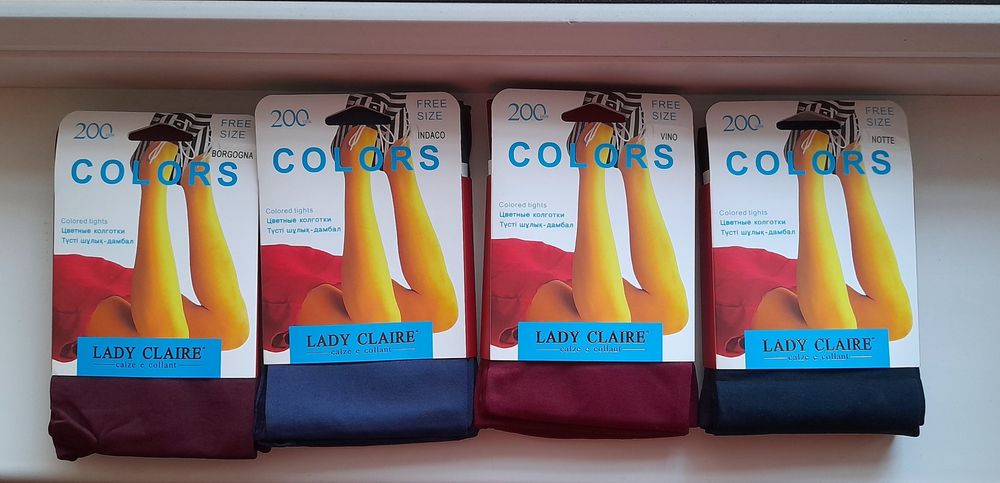 200
FREE
SIZE
BORGOGNA
COLORS
Colored tights
Цветные колготки
Түсті шұлық-дамбал
LADY CLAIRE
calze e collant
200
FREE
SIZE
INDACO
COLORS
Colored tights
Цветные колготки
Түсті шұлық-дамбал
LADY CLAIRE™
calze e collant
200
FREE
SIZE
VINO
COLORS
Colored tights
Цветные колготки
Түсті шұлық-дамбал
LADY CLAIRE™
calze e collant
200
FREE
SIZE
NOTTE
COLORS
Colored tights
Цветные колготки
Түсті шұлық-дамбал
LADY CLAIRE™
calze e collant